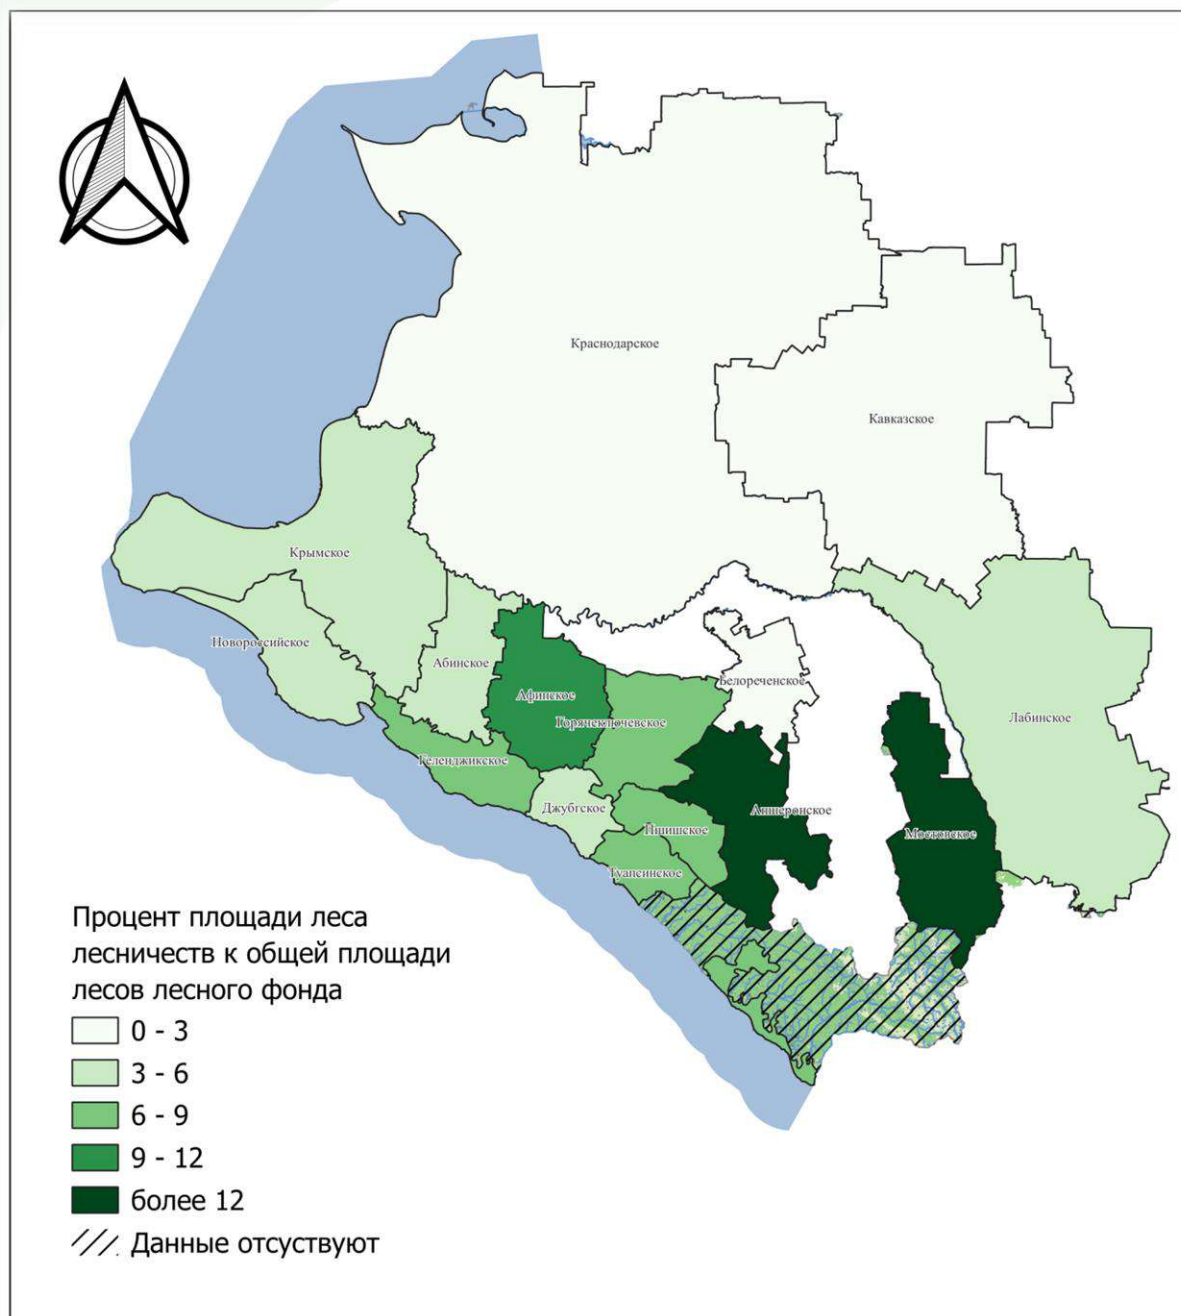 Краснодарское
Кавказское
Крымское
Новороссийское
Абинское
Афипское
Белореченское
Горячеключевское
Лабинское
Геленджикское
Джубгское
Апшеронское
Пшишское
Мостовское
Туапсинское
Процент площади леса
лесничеств к общей площади
лесов лесного фонда
0 - 3
3 - 6
6 - 9
9 - 12
более 12
Данные отсуствуют